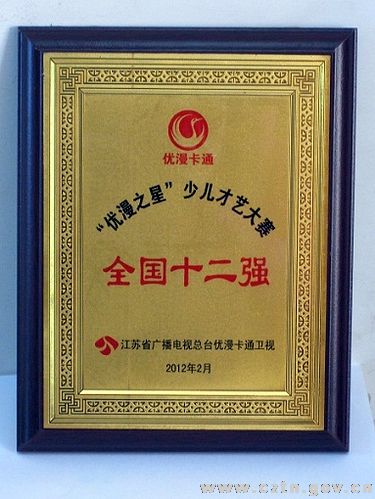 优漫卡通
“优漫之星”少儿才艺大赛
全国十二强
江苏省广播电视总台优漫卡通卫视
2012年2月
www.czln.gov.cn